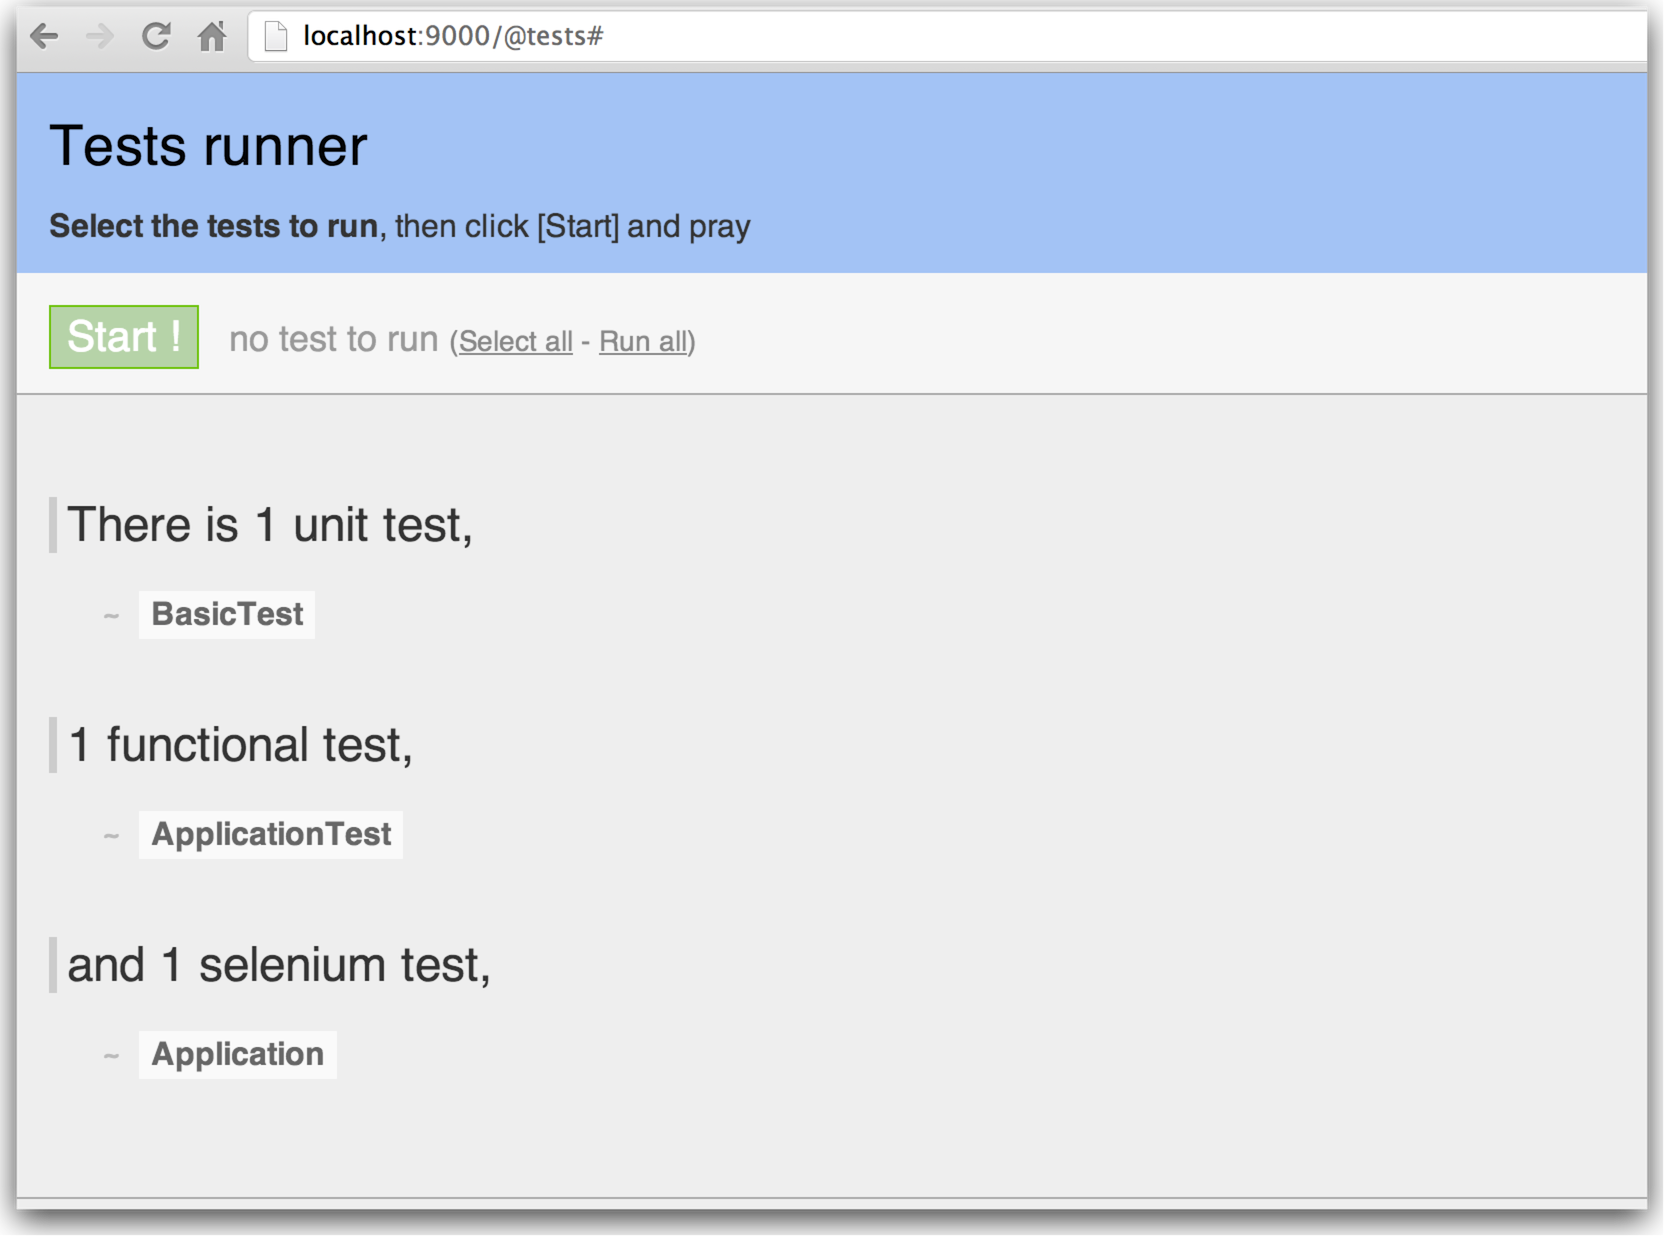 localhost:9000/@tests#
Tests runner
Select the tests to run, then click [Start] and pray
Start ! no test to run (Select all - Run all)
There is 1 unit test,
~ BasicTest
1 functional test,
~ ApplicationTest
and 1 selenium test,
~ Application